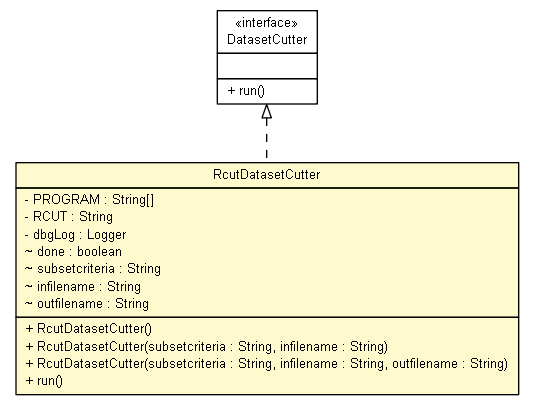 «interface»
DatasetCutter
+ run()
RcutDatasetCutter
- PROGRAM : String[]
- RCUT : String
- dbgLog : Logger
~ done : boolean
~ subsetcriteria : String
~ infilename : String
~ outfilename : String
+ RcutDatasetCutter()
+ RcutDatasetCutter(subsetcriteria : String, infilename : String)
+ RcutDatasetCutter(subsetcriteria : String, infilename : String, outfilename : String)
+ run()